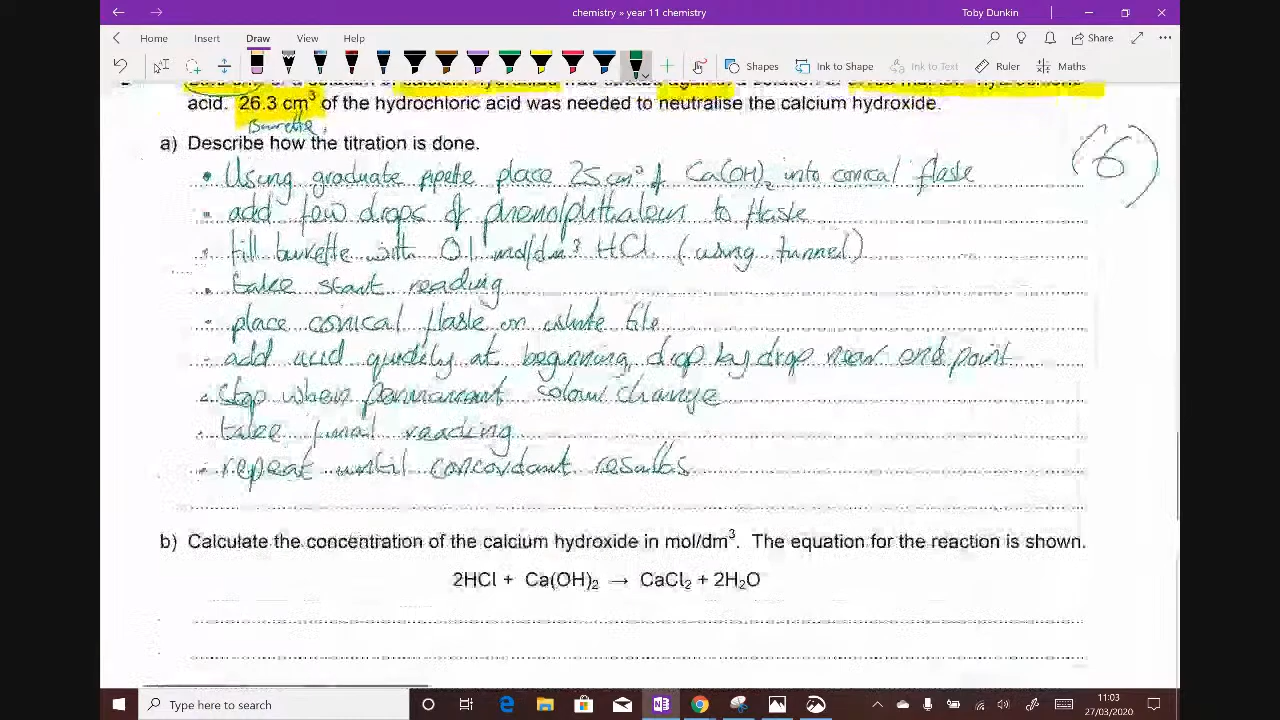 chemistry » year 11 chemistry
Toby Dunkin
Home Insert Draw View Help
Share
Shapes Ink to Shape Ink to Text Ruler Maths
acid. 26.3 cm³ of the hydrochloric acid was needed to neutralise the calcium hydroxide.
Burette
a) Describe how the titration is done.
(6)
• Using graduate pipette place 25cm³ of Ca(OH)₂ into conical flask
• add few drops of phenolphthalein to flask
• fill burette with 0.1 mol/dm³ HCl. (using funnel)
• take start reading
• place conical flask on white tile
• add acid quickly at beginning, drop by drop near end point
• stop when permanant colour change
• take final reading
• repeat until concordant results
b) Calculate the concentration of the calcium hydroxide in mol/dm³. The equation for the reaction is shown.
2HCl + Ca(OH)₂ → CaCl₂ + 2H₂O
Type here to search
11:03
27/03/2020